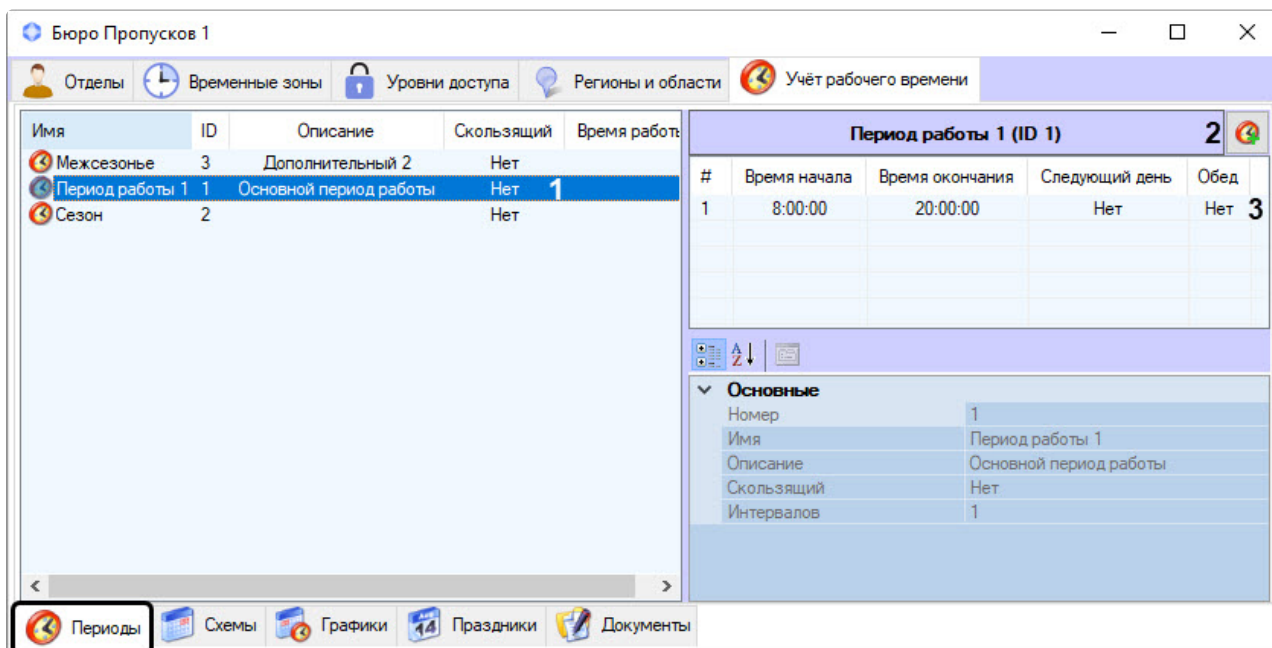 Бюро Пропусков 1
Отделы Временные зоны Уровни доступа Регионы и области Учёт рабочего времени
Имя ID Описание Скользящий Время работы
Межсезонье 3 Дополнительный 2 Нет
Период работы 1 1 Основной период работы Нет 1
Сезон 2 Нет
Период работы 1 (ID 1) 2
# Время начала Время окончания Следующий день Обед
1 8:00:00 20:00:00 Нет Нет 3
Основные
Номер 1
Имя Период работы 1
Описание Основной период работы
Скользящий Нет
Интервалов 1
Периоды Схемы Графики Праздники Документы